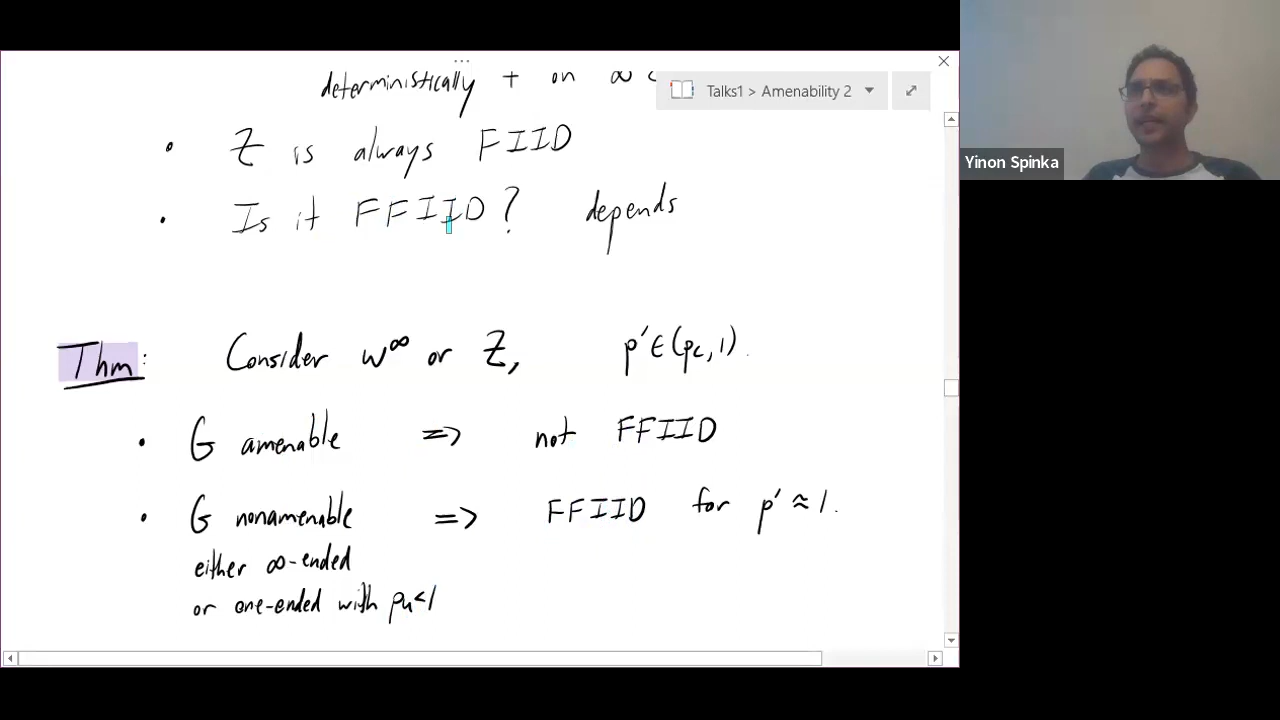 deterministically + on ∞ c
Talks1 > Amenability 2
• Z is always FIID
• Is it FFIID? depends
Yinon Spinka
Thm: Consider w^∞ or Z, p'∈(pc,1).
• G amenable => not FFIID
• G nonamenable => FFIID for p'≈1.
either ∞-ended
or one-ended with pu<1